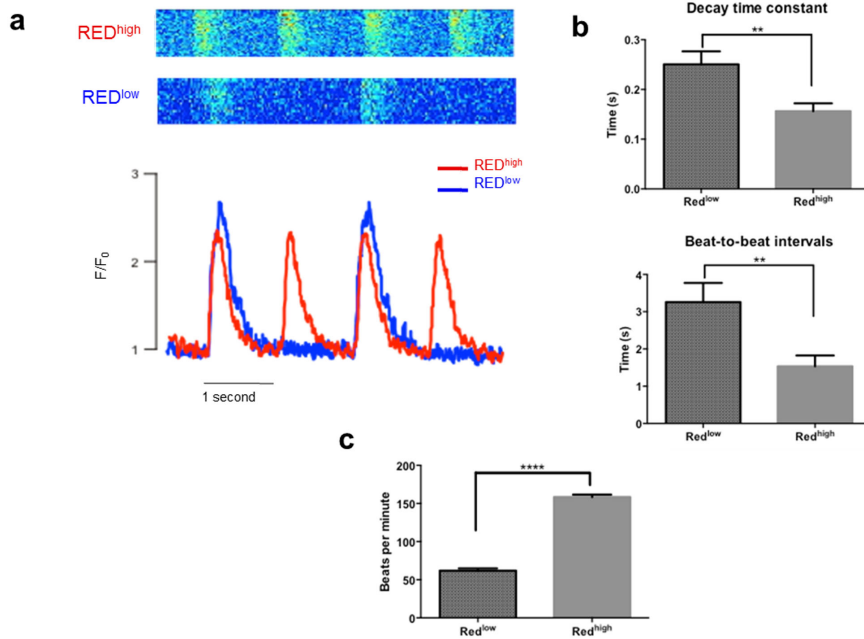 a
RED^high
RED^low
RED^high
RED^low
3
2
1
F/F₀
1 second
b
Decay time constant
**
0.3
0.2
0.1
0.0
Time (s)
Red^low
Red^high
Beat-to-beat intervals
**
4
3
2
1
0
Time (s)
Red^low
Red^high
c
****
200
150
100
50
0
Beats per minute
Red^low
Red^high